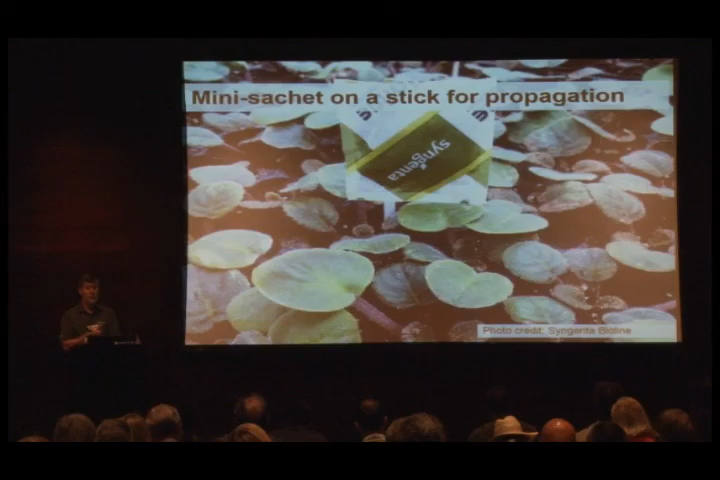 Mini-sachet on a stick for propagation
syngenta
Photo credit: Syngenta Bioline